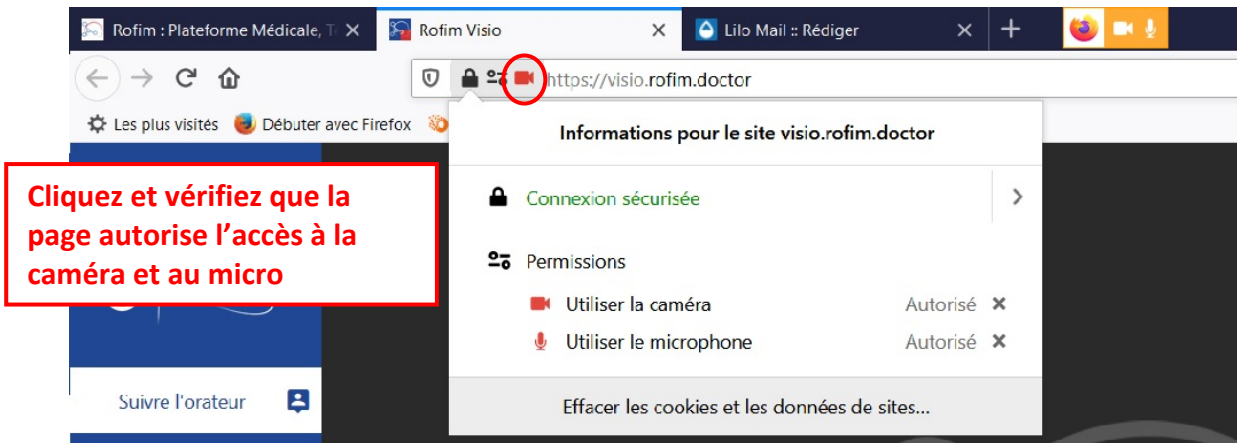 Rofim : Plateforme Médicale, T
Rofim Visio
Lilo Mail :: Rédiger
https://visio.rofim.doctor
Les plus visités
Débuter avec Firefox
Informations pour le site visio.rofim.doctor
Connexion sécurisée
Cliquez et vérifiez que la
page autorise l’accès à la
caméra et au micro
Permissions
Utiliser la caméra Autorisé
Utiliser le microphone Autorisé
Suivre l'orateur
Effacer les cookies et les données de sites...